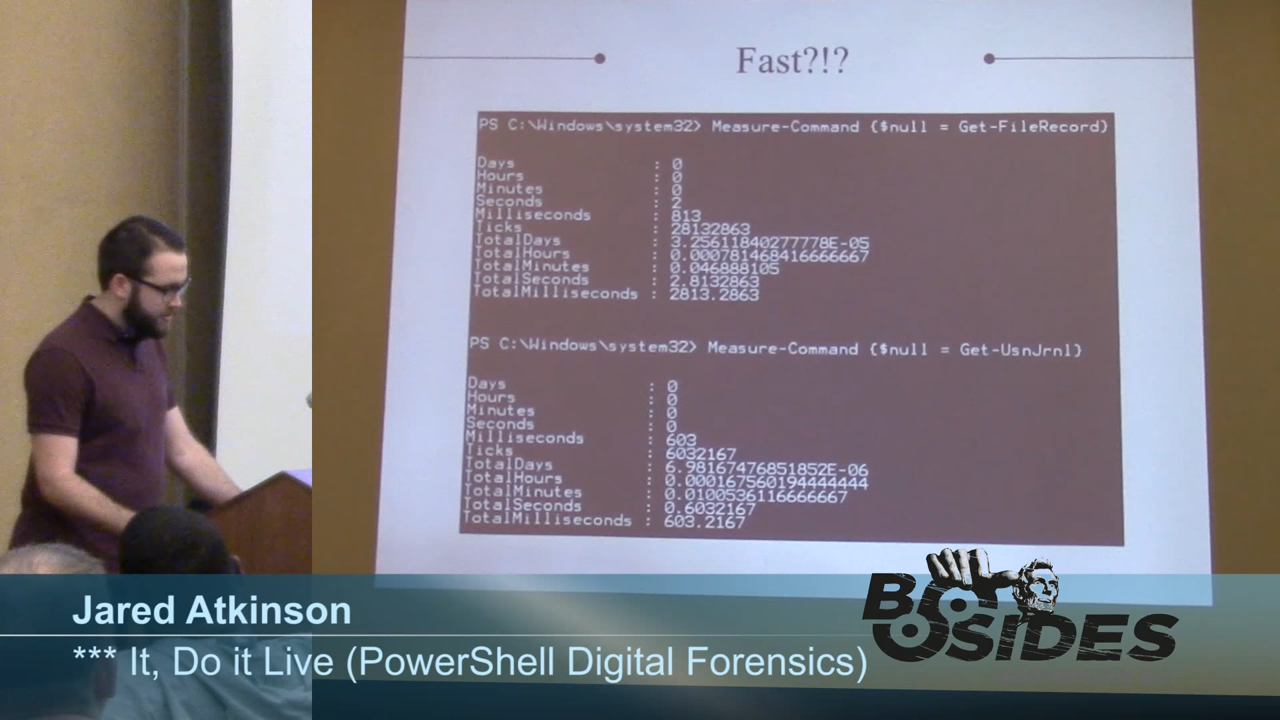 Fast?!?
PS C:\Windows\system32> Measure-Command {$null = Get-FileRecord}
Days : 0
Hours : 0
Minutes : 0
Seconds : 2
Milliseconds : 813
Ticks : 28132863
TotalDays : 3.25611840277778E-05
TotalHours : 0.000781468416666667
TotalMinutes : 0.046888105
TotalSeconds : 2.8132863
TotalMilliseconds : 2813.2863
PS C:\Windows\system32> Measure-Command {$null = Get-UsnJrnl}
Days : 0
Hours : 0
Minutes : 0
Seconds : 0
Milliseconds : 603
Ticks : 6032167
TotalDays : 6.98167476851852E-06
TotalHours : 0.000167560194444444
TotalMinutes : 0.0100536116666667
TotalSeconds : 0.6032167
TotalMilliseconds : 603.2167
Jared Atkinson
*** It, Do it Live (PowerShell Digital Forensics)
BSIDES